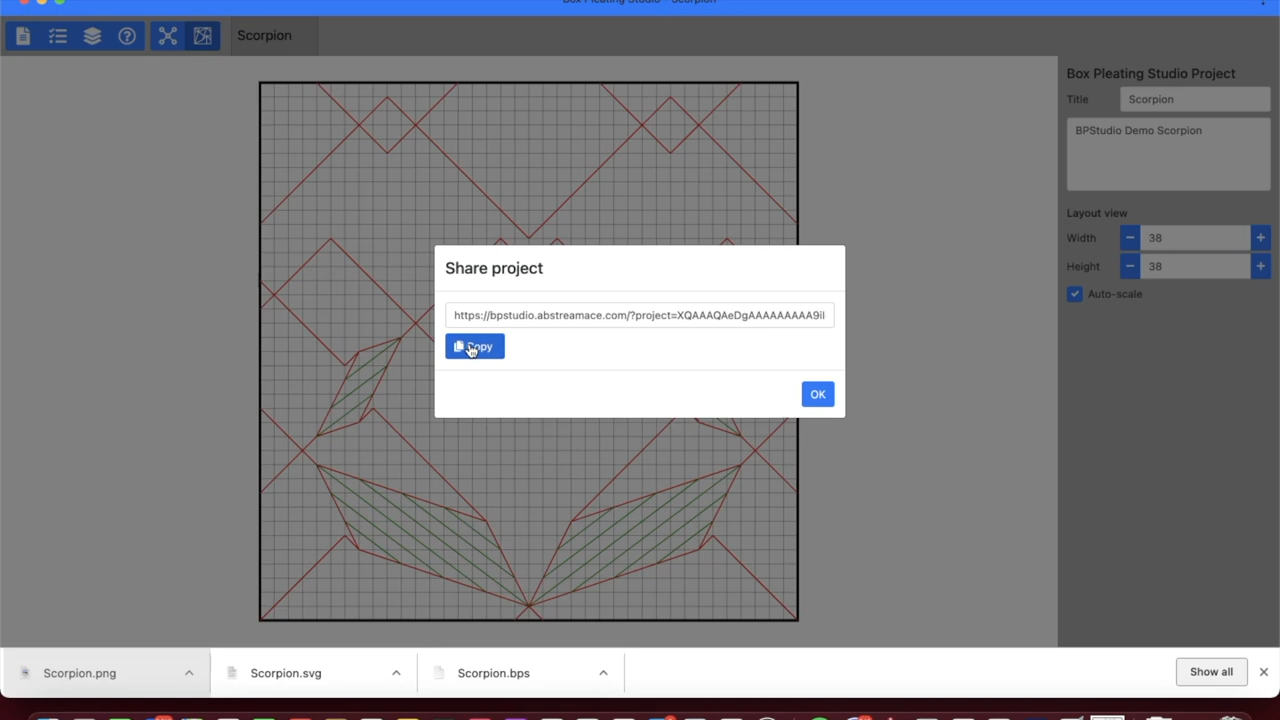 Box Pleating Studio - Scorpion
Scorpion
Box Pleating Studio Project
Title
Scorpion
BPStudio Demo Scorpion
Layout view
Width
38
Height
38
Auto-scale
Share project
https://bpstudio.abstreamace.com/?project=XQAAAQAeDgAAAAAAAAA9il
Copy
OK
Scorpion.png
Scorpion.svg
Scorpion.bps
Show all